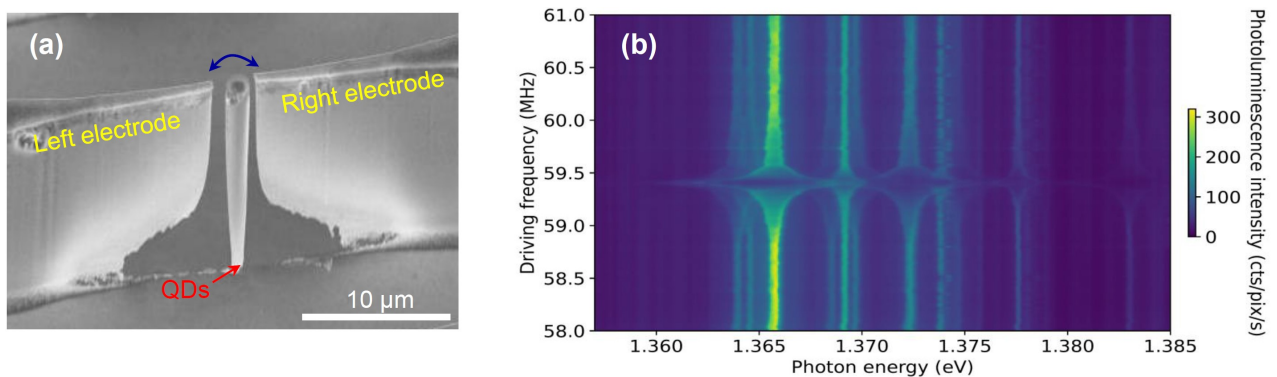 (a)
Left electrode
Right electrode
QDs
10 μm
(b)
Driving frequency (MHz)
61.0
60.5
60.0
59.5
59.0
58.5
58.0
1.360 1.365 1.370 1.375 1.380 1.385
Photon energy (eV)
300
200
100
0
Photoluminescence intensity (cts/pix/s)